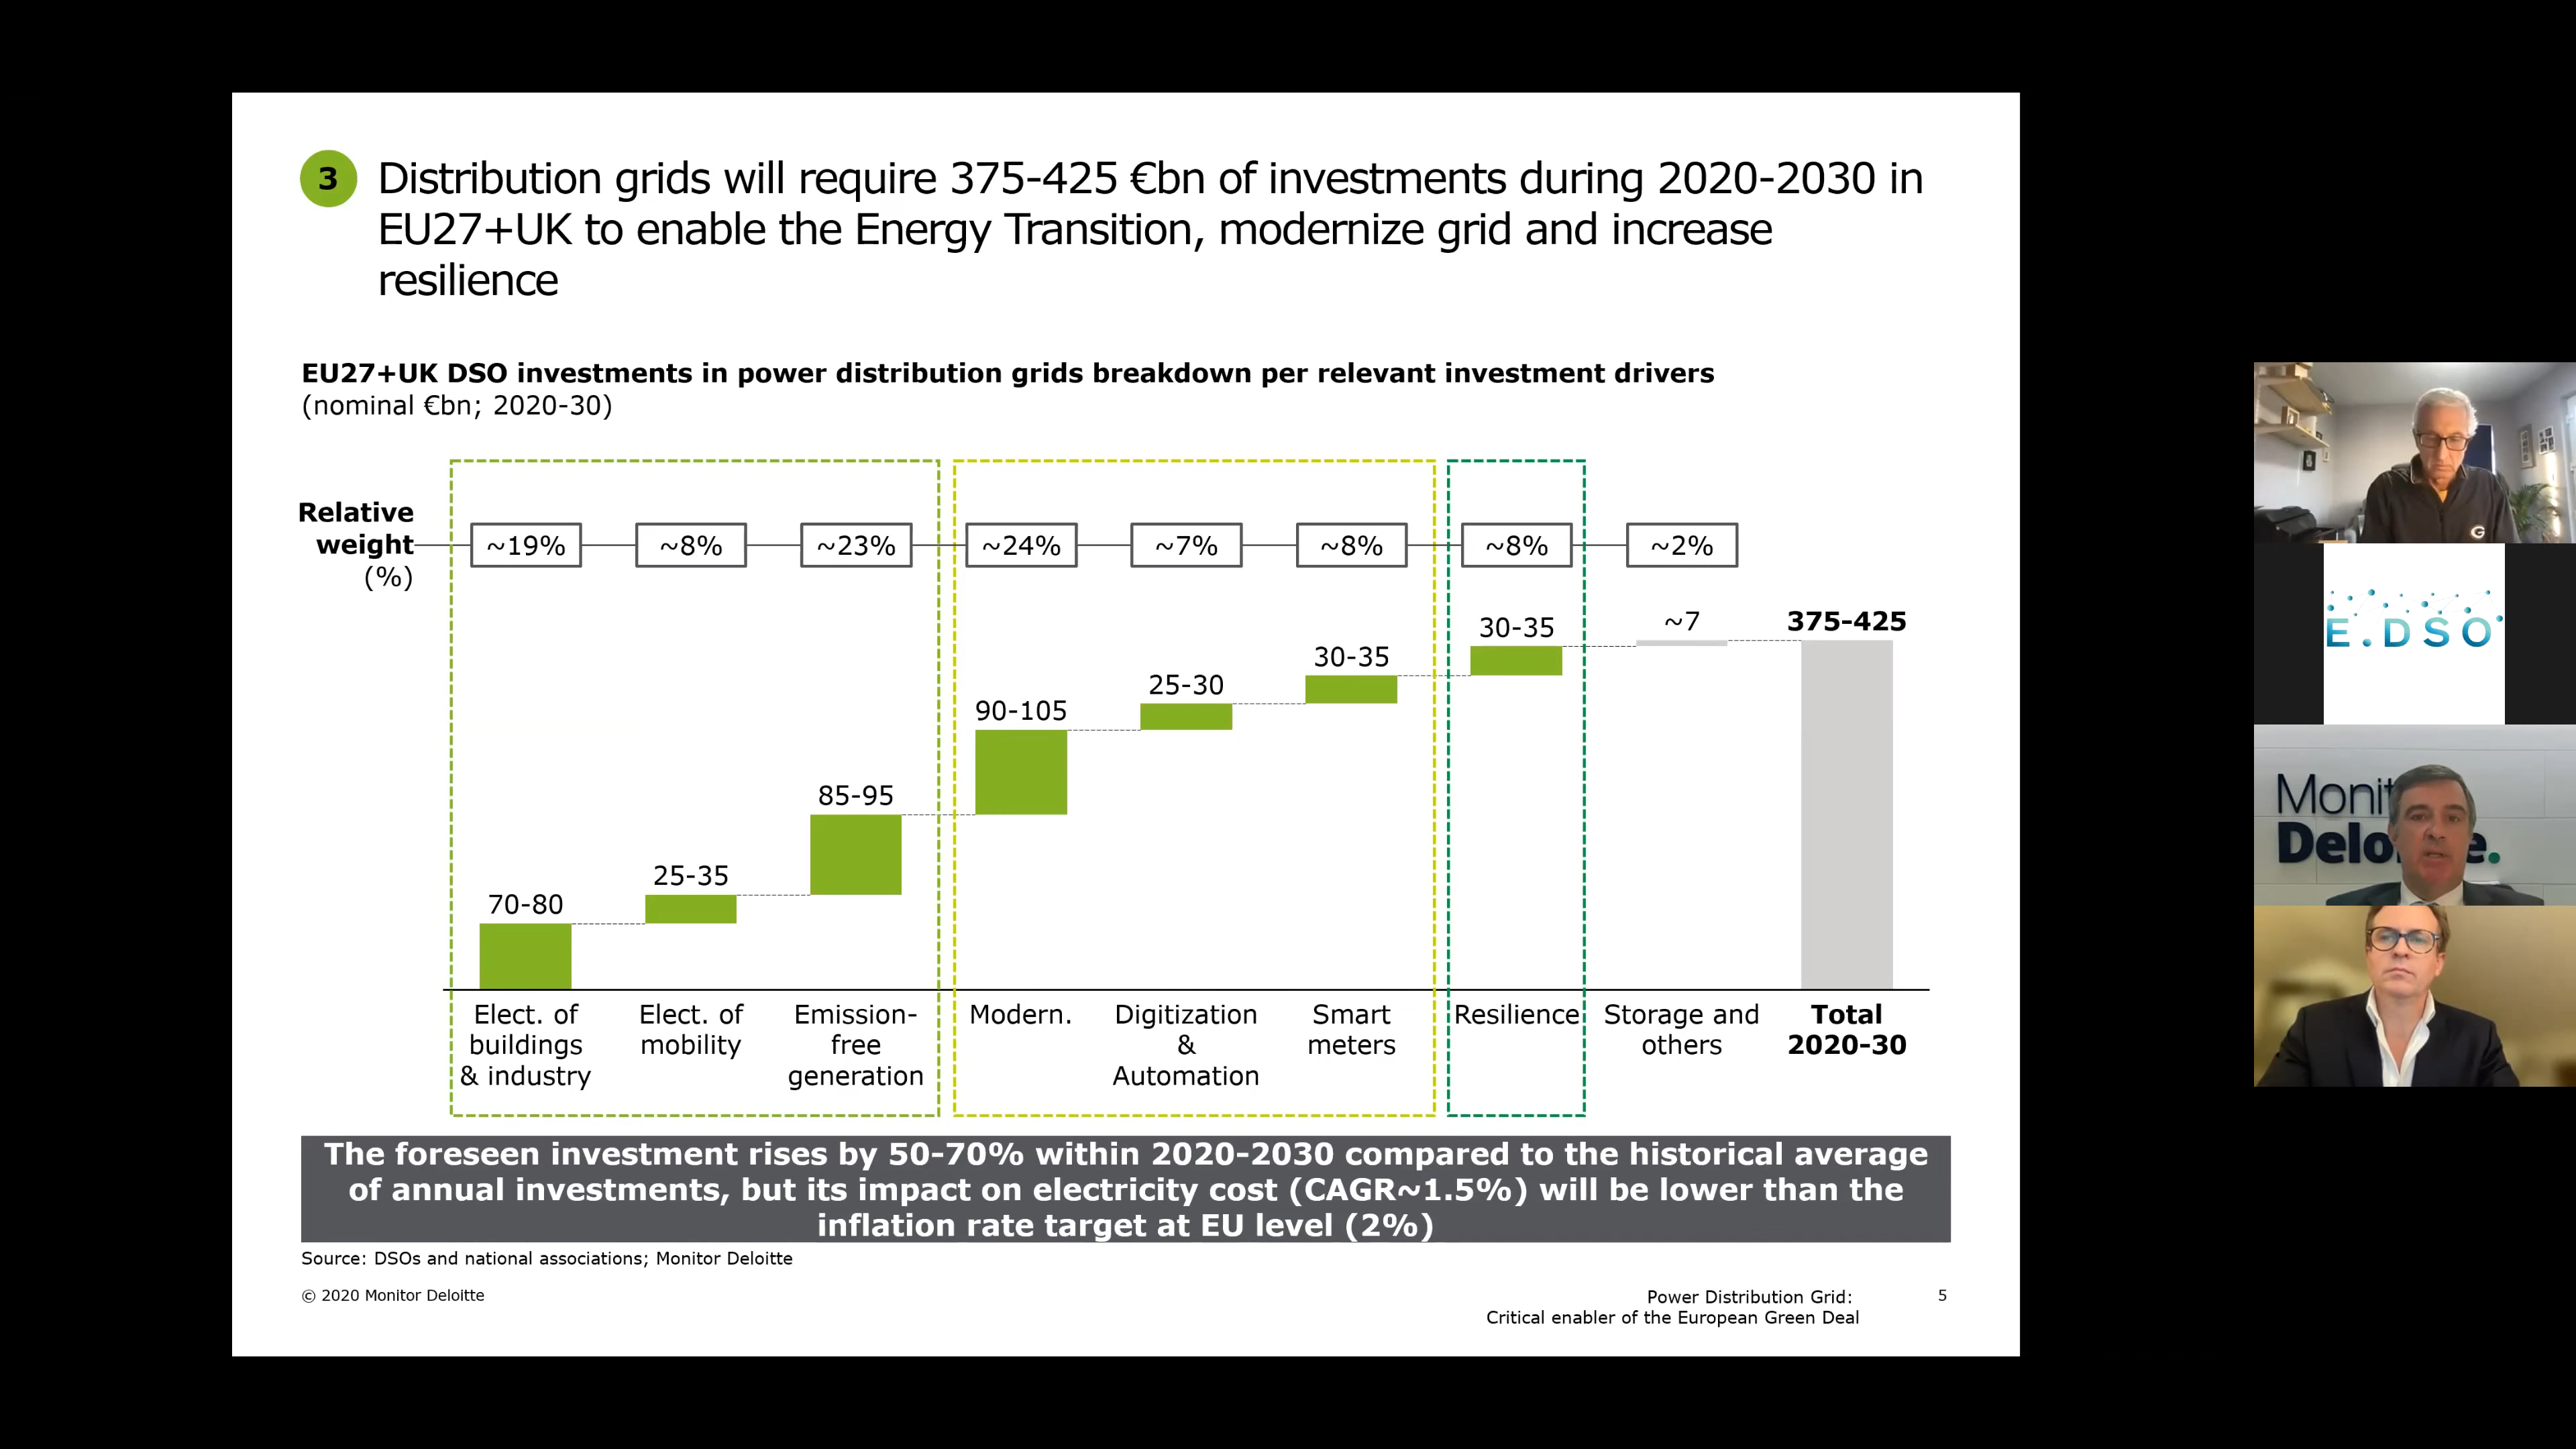 3
Distribution grids will require 375-425 €bn of investments during 2020-2030 in
EU27+UK to enable the Energy Transition, modernize grid and increase
resilience
EU27+UK DSO investments in power distribution grids breakdown per relevant investment drivers
(nominal €bn; 2020-30)
Relative
weight
(%)
~19% ~8% ~23% ~24% ~7% ~8% ~8% ~2%
70-80
25-35
85-95
90-105
25-30
30-35
30-35
~7
375-425
Elect. of
buildings
& industry
Elect. of
mobility
Emission-
free
generation
Modern.
Digitization
&
Automation
Smart
meters
Resilience
Storage and
others
Total
2020-30
The foreseen investment rises by 50-70% within 2020-2030 compared to the historical average
of annual investments, but its impact on electricity cost (CAGR~1.5%) will be lower than the
inflation rate target at EU level (2%)
Source: DSOs and national associations; Monitor Deloitte
© 2020 Monitor Deloitte
Power Distribution Grid:
Critical enabler of the European Green Deal
5
G
E.DSO